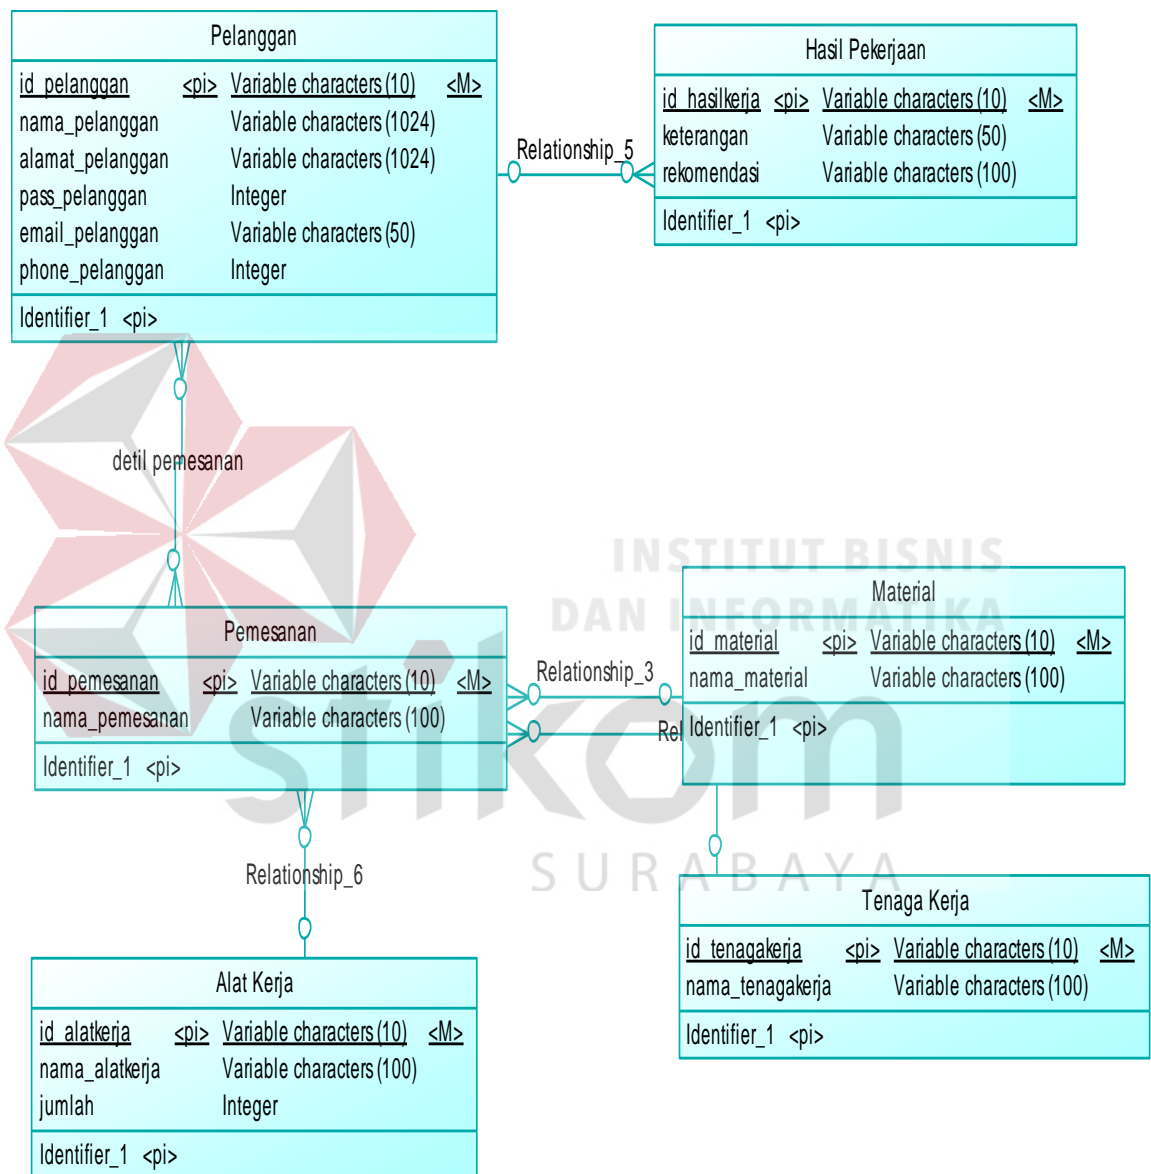 Pelanggan
id_pelanggan <pi> Variable characters (10) <M>
nama_pelanggan Variable characters (1024)
alamat_pelanggan Variable characters (1024)
pass_pelanggan Integer
email_pelanggan Variable characters (50)
phone_pelanggan Integer
Identifier_1 <pi>
Relationship_5
Hasil Pekerjaan
id_hasilkerja <pi> Variable characters (10) <M>
keterangan Variable characters (50)
rekomendasi Variable characters (100)
Identifier_1 <pi>
detil pemesanan
INSTITUT BISNIS
DAN INFORMATIKA
stikom
SURABAYA
Pemesanan
id_pemesanan <pi> Variable characters (10) <M>
nama_pemesanan Variable characters (100)
Identifier_1 <pi>
Relationship_3
Rel
Material
id_material <pi> Variable characters (10) <M>
nama_material Variable characters (100)
Identifier_1 <pi>
Relationship_6
Tenaga Kerja
id_tenagakerja <pi> Variable characters (10) <M>
nama_tenagakerja Variable characters (100)
Identifier_1 <pi>
Alat Kerja
id_alatkerja <pi> Variable characters (10) <M>
nama_alatkerja Variable characters (100)
jumlah Integer
Identifier_1 <pi>